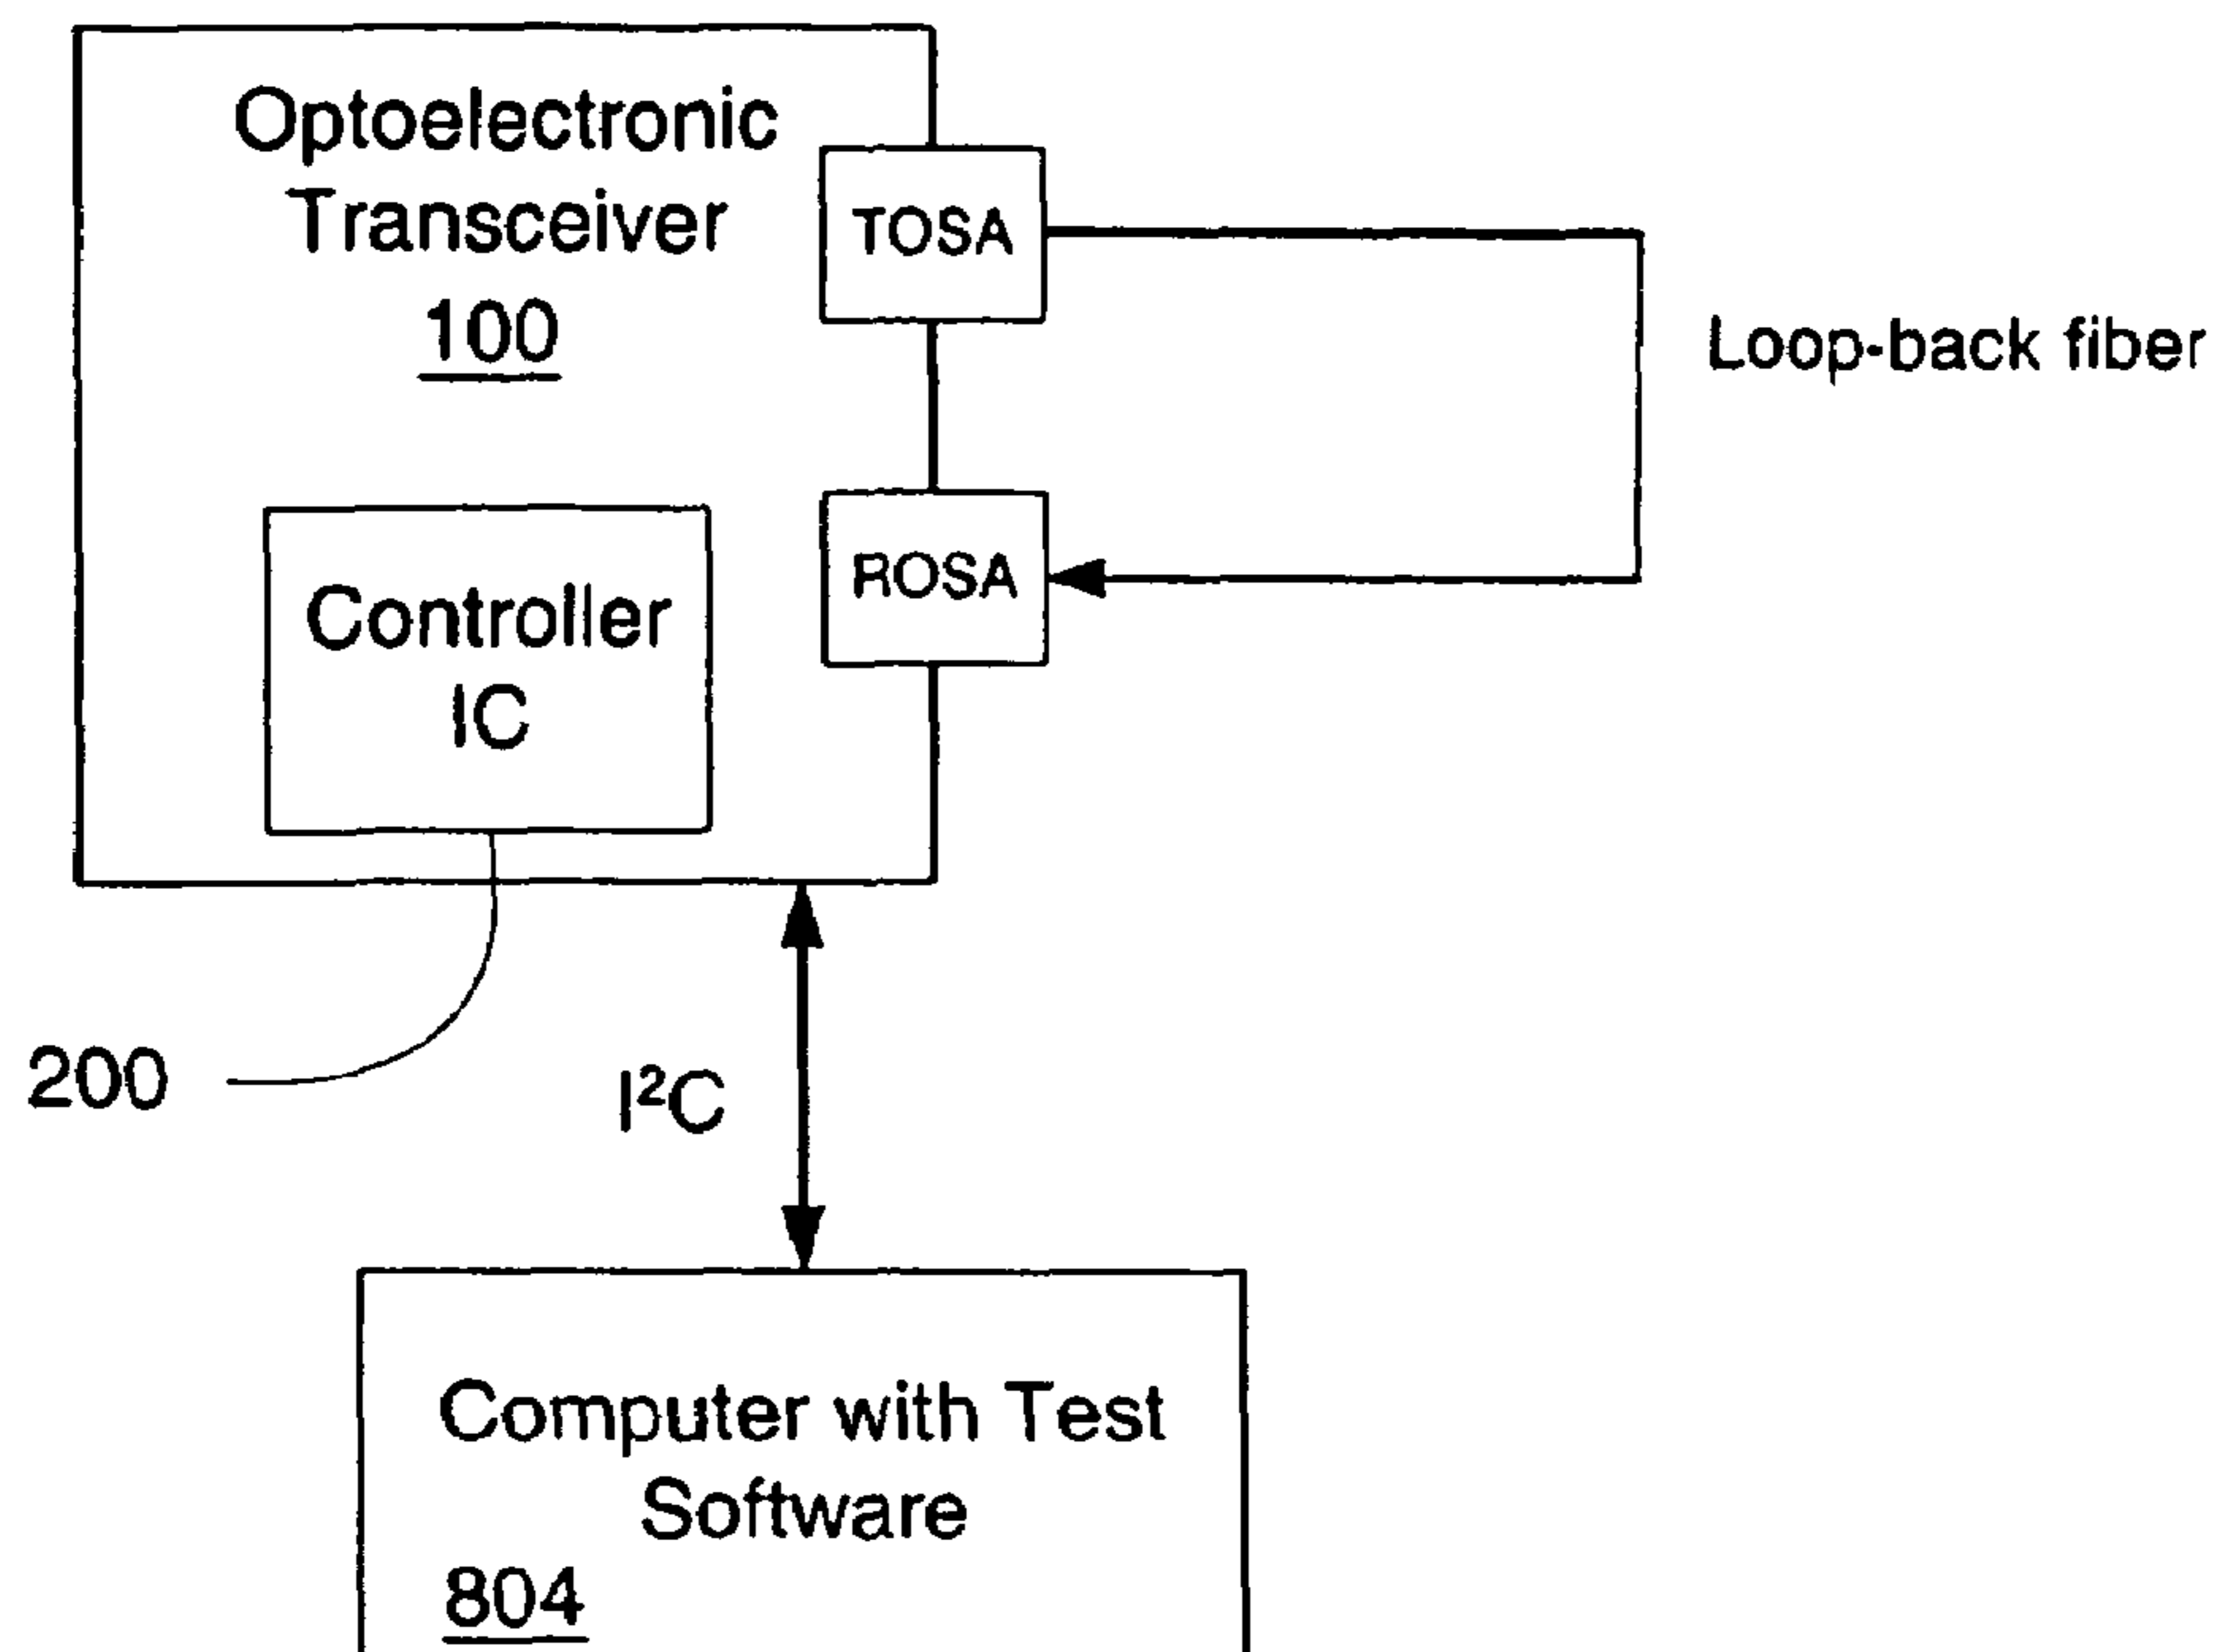 Optoelectronic
Transceiver
100
TOSA
Loop-back fiber
ROSA
Controller
IC
200
I²C
Computer with Test
Software
804